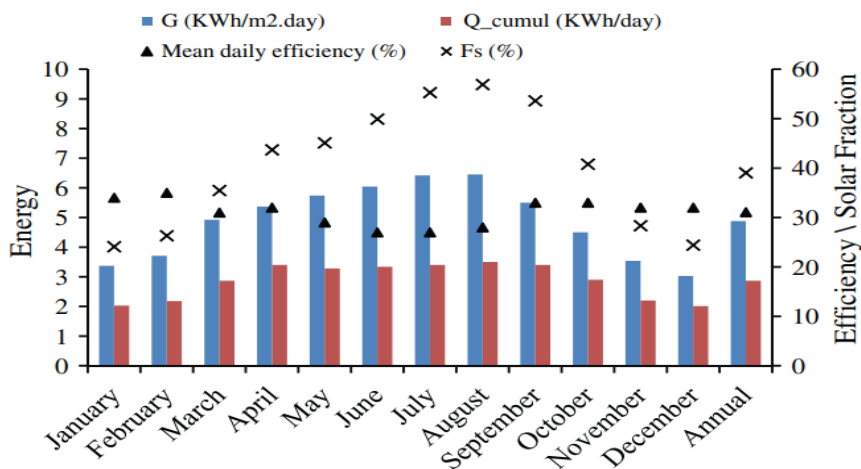 G (KWh/m2.day)
Q_cumul (KWh/day)
Mean daily efficiency (%)
Fs (%)
10
9
8
7
6
5
4
3
2
1
0
Energy
60
50
40
30
20
10
0
Efficiency \ Solar Fraction
January
February
March
April
May
June
July
August
September
October
November
December
Annual